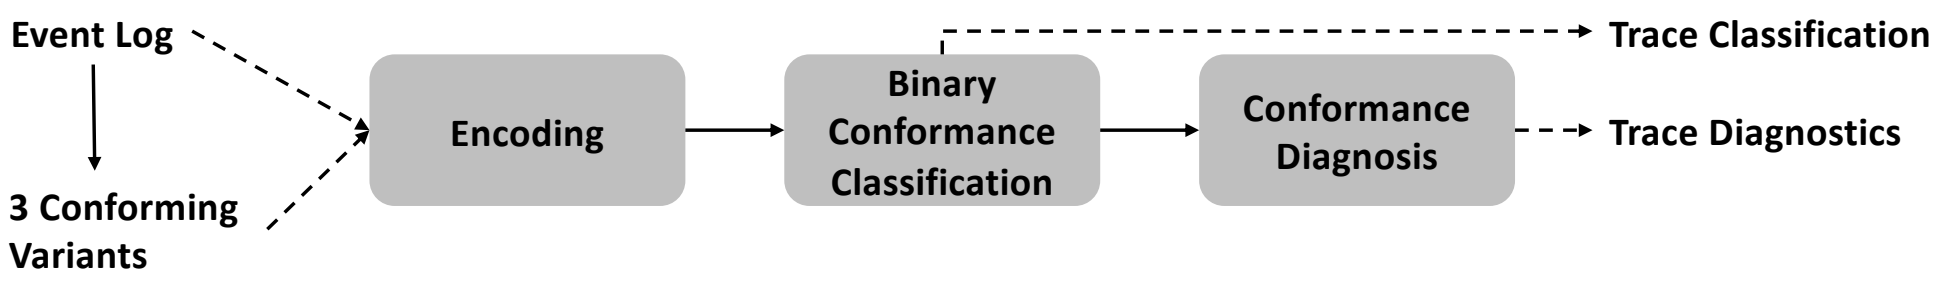 Event Log
3 Conforming
Variants
Encoding
Binary
Conformance
Classification
Conformance
Diagnosis
Trace Classification
Trace Diagnostics